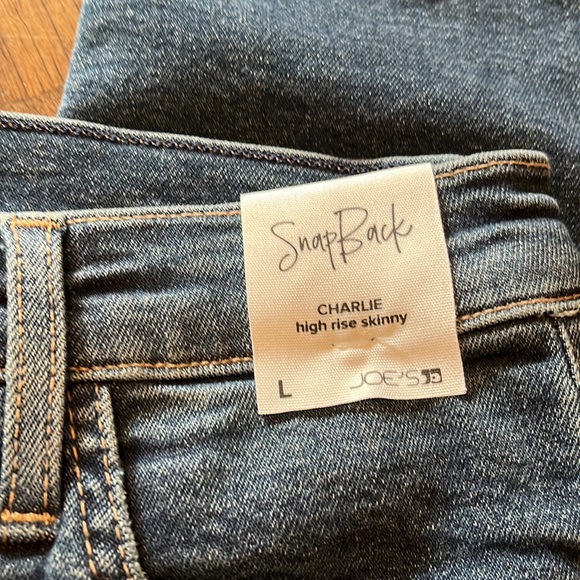 SnapBack
CHARLIE
high rise skinny
L JOE'S